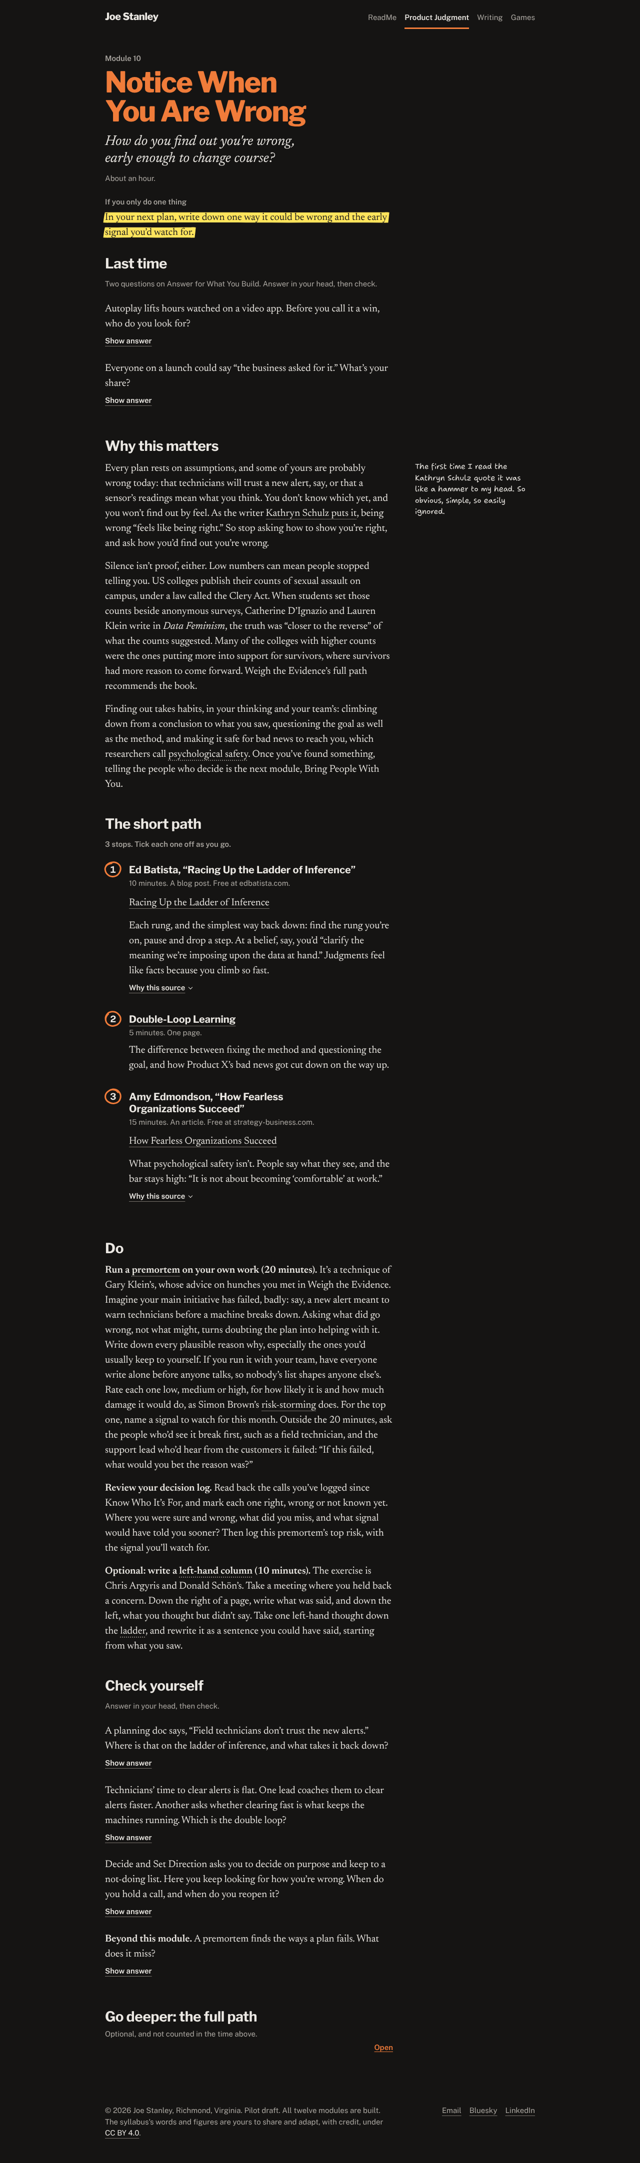 Joe Stanley
ReadMe Product Judgment Writing Games
Module 10
Notice When
You Are Wrong
How do you find out you're wrong,
early enough to change course?
About an hour.
If you only do one thing
In your next plan, write down one way it could be wrong and the early
signal you'd watch for.
Last time
Two questions on Answer for What You Build. Answer in your head, then check.
Autoplay lifts hours watched on a video app. Before you call it a win,
who do you look for?
Show answer
Everyone on a launch could say “the business asked for it.” What's your
share?
Show answer
Why this matters
Every plan rests on assumptions, and some of yours are probably
wrong today: that technicians will trust a new alert, say, or that a
sensor's readings mean what you think. You don't know which yet, and
you won't find out by feel. As the writer Kathryn Schulz puts it, being
wrong “feels like being right.” So stop asking how to show you're right,
and ask how you'd find out you're wrong.
The first time I read the
Kathryn Schulz quote it was
like a hammer to my head. So
obvious, simple, so easily
ignored.
Silence isn't proof, either. Low numbers can mean people stopped
telling you. US colleges publish their counts of sexual assault on
campus, under a law called the Clery Act. When students set those
counts beside anonymous surveys, Catherine D'Ignazio and Lauren
Klein write in Data Feminism, the truth was “closer to the reverse” of
what the counts suggested. Many of the colleges with higher counts
were the ones putting more into support for survivors, where survivors
had more reason to come forward. Weigh the Evidence's full path
recommends the book.
Finding out takes habits, in your thinking and your team's: climbing
down from a conclusion to what you saw, questioning the goal as well
as the method, and making it safe for bad news to reach you, which
researchers call psychological safety. Once you've found something,
telling the people who decide is the next module, Bring People With
You.
The short path
3 stops. Tick each one off as you go.
1 Ed Batista, “Racing Up the Ladder of Inference”
10 minutes. A blog post. Free at edbatista.com.
Racing Up the Ladder of Inference
Each rung, and the simplest way back down: find the rung you're
on, pause and drop a step. At a belief, say, you'd “clarify the
meaning we're imposing upon the data at hand.” Judgments feel
like facts because you climb so fast.
Why this source
2 Double-Loop Learning
5 minutes. One page.
The difference between fixing the method and questioning the
goal, and how Product X's bad news got cut down on the way up.
3 Amy Edmondson, “How Fearless
Organizations Succeed”
15 minutes. An article. Free at strategy-business.com.
How Fearless Organizations Succeed
What psychological safety isn't. People say what they see, and the
bar stays high: “It is not about becoming ‘comfortable’ at work.”
Why this source
Do
Run a premortem on your own work (20 minutes). It's a technique of
Gary Klein's, whose advice on hunches you met in Weigh the Evidence.
Imagine your main initiative has failed, badly: say, a new alert meant to
warn technicians before a machine breaks down. Asking what did go
wrong, not what might, turns doubting the plan into helping with it.
Write down every plausible reason why, especially the ones you'd
usually keep to yourself. If you run it with your team, have everyone
write alone before anyone talks, so nobody's list shapes anyone else's.
Rate each one low, medium or high, for how likely it is and how much
damage it would do, as Simon Brown's risk-storming does. For the top
one, name a signal to watch for this month. Outside the 20 minutes, ask
the people who'd see it break first, such as a field technician, and the
support lead who'd hear from the customers it failed: “If this failed,
what would you bet the reason was?”
Review your decision log. Read back the calls you've logged since
Know Who It's For, and mark each one right, wrong or not known yet.
Where you were sure and wrong, what did you miss, and what signal
would have told you sooner? Then log this premortem's top risk, with
the signal you'll watch for.
Optional: write a left-hand column (10 minutes). The exercise is
Chris Argyris and Donald Schön's. Take a meeting where you held back
a concern. Down the right of a page, write what was said, and down the
left, what you thought but didn't say. Take one left-hand thought down
the ladder, and rewrite it as a sentence you could have said, starting
from what you saw.
Check yourself
Answer in your head, then check.
A planning doc says, “Field technicians don't trust the new alerts.”
Where is that on the ladder of inference, and what takes it back down?
Show answer
Technicians' time to clear alerts is flat. One lead coaches them to clear
alerts faster. Another asks whether clearing fast is what keeps the
machines running. Which is the double loop?
Show answer
Decide and Set Direction asks you to decide on purpose and keep to a
not-doing list. Here you keep looking for how you're wrong. When do
you hold a call, and when do you reopen it?
Show answer
Beyond this module. A premortem finds the ways a plan fails. What
does it miss?
Show answer
Go deeper: the full path
Optional, and not counted in the time above.
Open
© 2026 Joe Stanley, Richmond, Virginia. Pilot draft. All twelve modules are built.
The syllabus's words and figures are yours to share and adapt, with credit, under
CC BY 4.0.
Email Bluesky LinkedIn